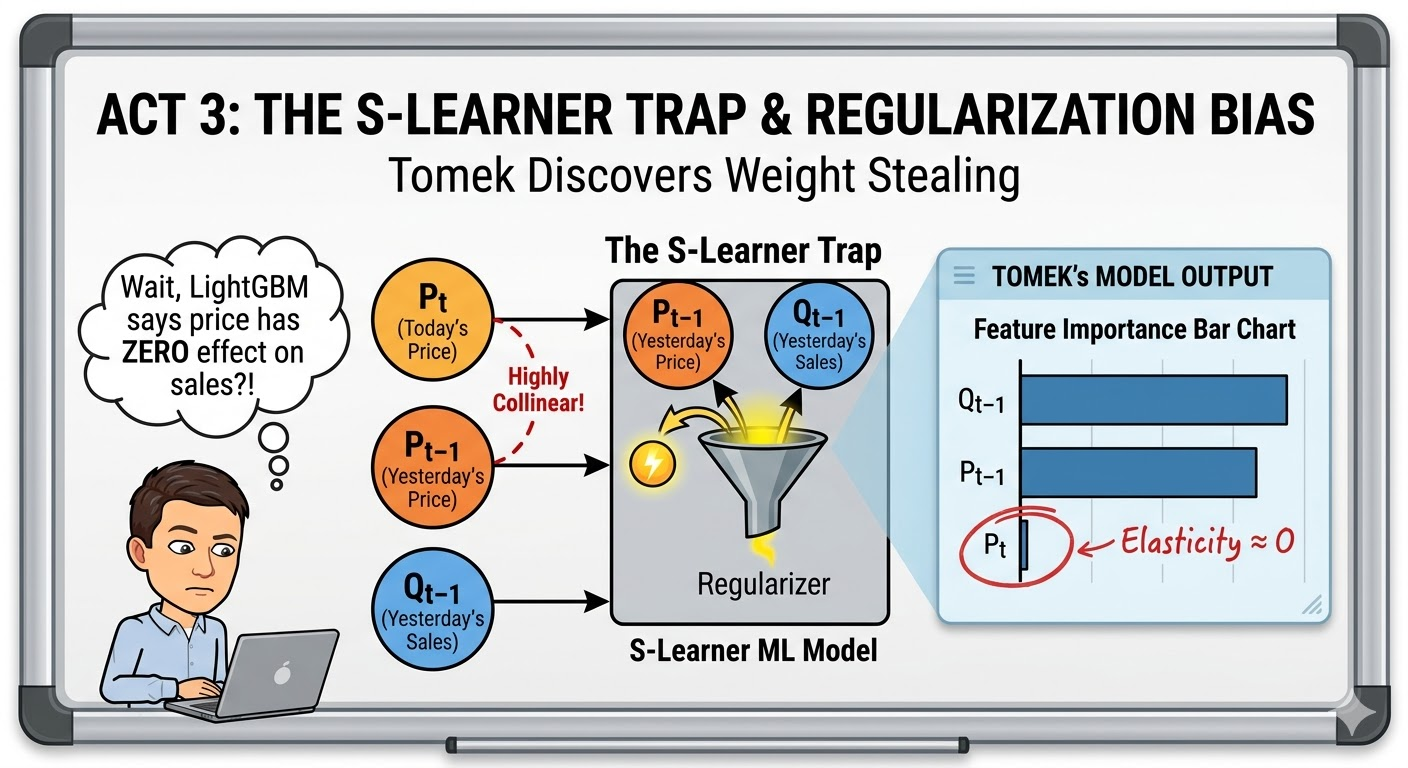 ACT 3: THE S-LEARNER TRAP & REGULARIZATION BIAS
Tomek Discovers Weight Stealing
Wait, LightGBM
says price has
ZERO effect on
sales?!
Pt
(Today's
Price)
Highly
Collinear!
Pt−1
(Yesterday's
Price)
Qt−1
(Yesterday's
Sales)
The S-Learner Trap
Pt−1
(Yesterday's
Price)
Qt−1
(Yesterday's
Sales)
Regularizer
S-Learner ML Model
TOMEK's MODEL OUTPUT
Feature Importance Bar Chart
Qt−1
Pt−1
Pt
Elasticity ≈ 0